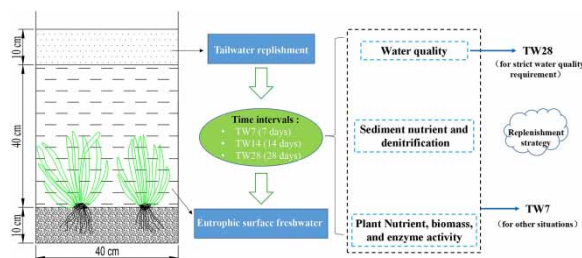 10 cm
40 cm
10 cm
40 cm
Tailwater replishment
Time intervals :
• TW7 (7 days)
• TW14 (14 days)
• TW28 (28 days)
Eutrophic surface freshwater
Water quality
Sediment nutrient and
denitrification
Plant Nutrient, biomass,
and enzyme activity
TW28
(for strict water quality
requirement)
Replenishment
strategy
TW7
(for other situations)